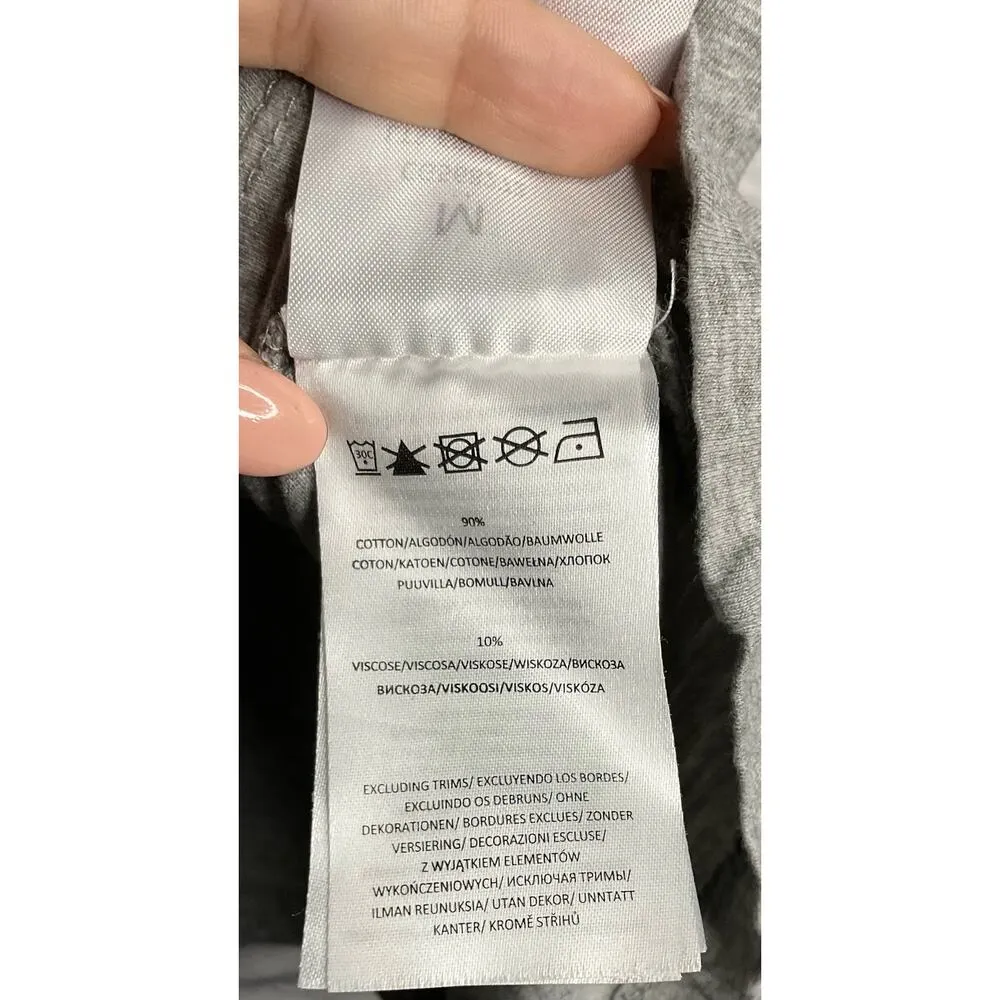 M
30C
90%
COTTON/ALGODÓN/ALGODÃO/BAUMWOLLE
COTON/KATOEN/COTONE/BAWEŁNA/ХЛОПОК
PUUVILLA/BOMULL/BAVLNA
10%
VISCOSE/VISCOSA/VISKOSE/WISKOZA/ВИСКОЗА
ВИСКОЗА/VISKOOSI/VISKOS/VISKÓZA
EXCLUDING TRIMS/ EXCLUYENDO LOS BORDES/
EXCLUINDO OS DEBRUNS/ OHNE
DEKORATIONEN/ BORDURES EXCLUES/ ZONDER
VERSIERING/ DECORAZIONI ESCLUSE/
Z WYJĄTKIEM ELEMENTÓW
WYKOŃCZENIOWYCH/ ИСКЛЮЧАЯ ТРИМЫ/
ILMAN REUNUKSIA/ UTAN DEKOR/ UNNTATT
KANTER/ KROMĚ STŘIHŮ